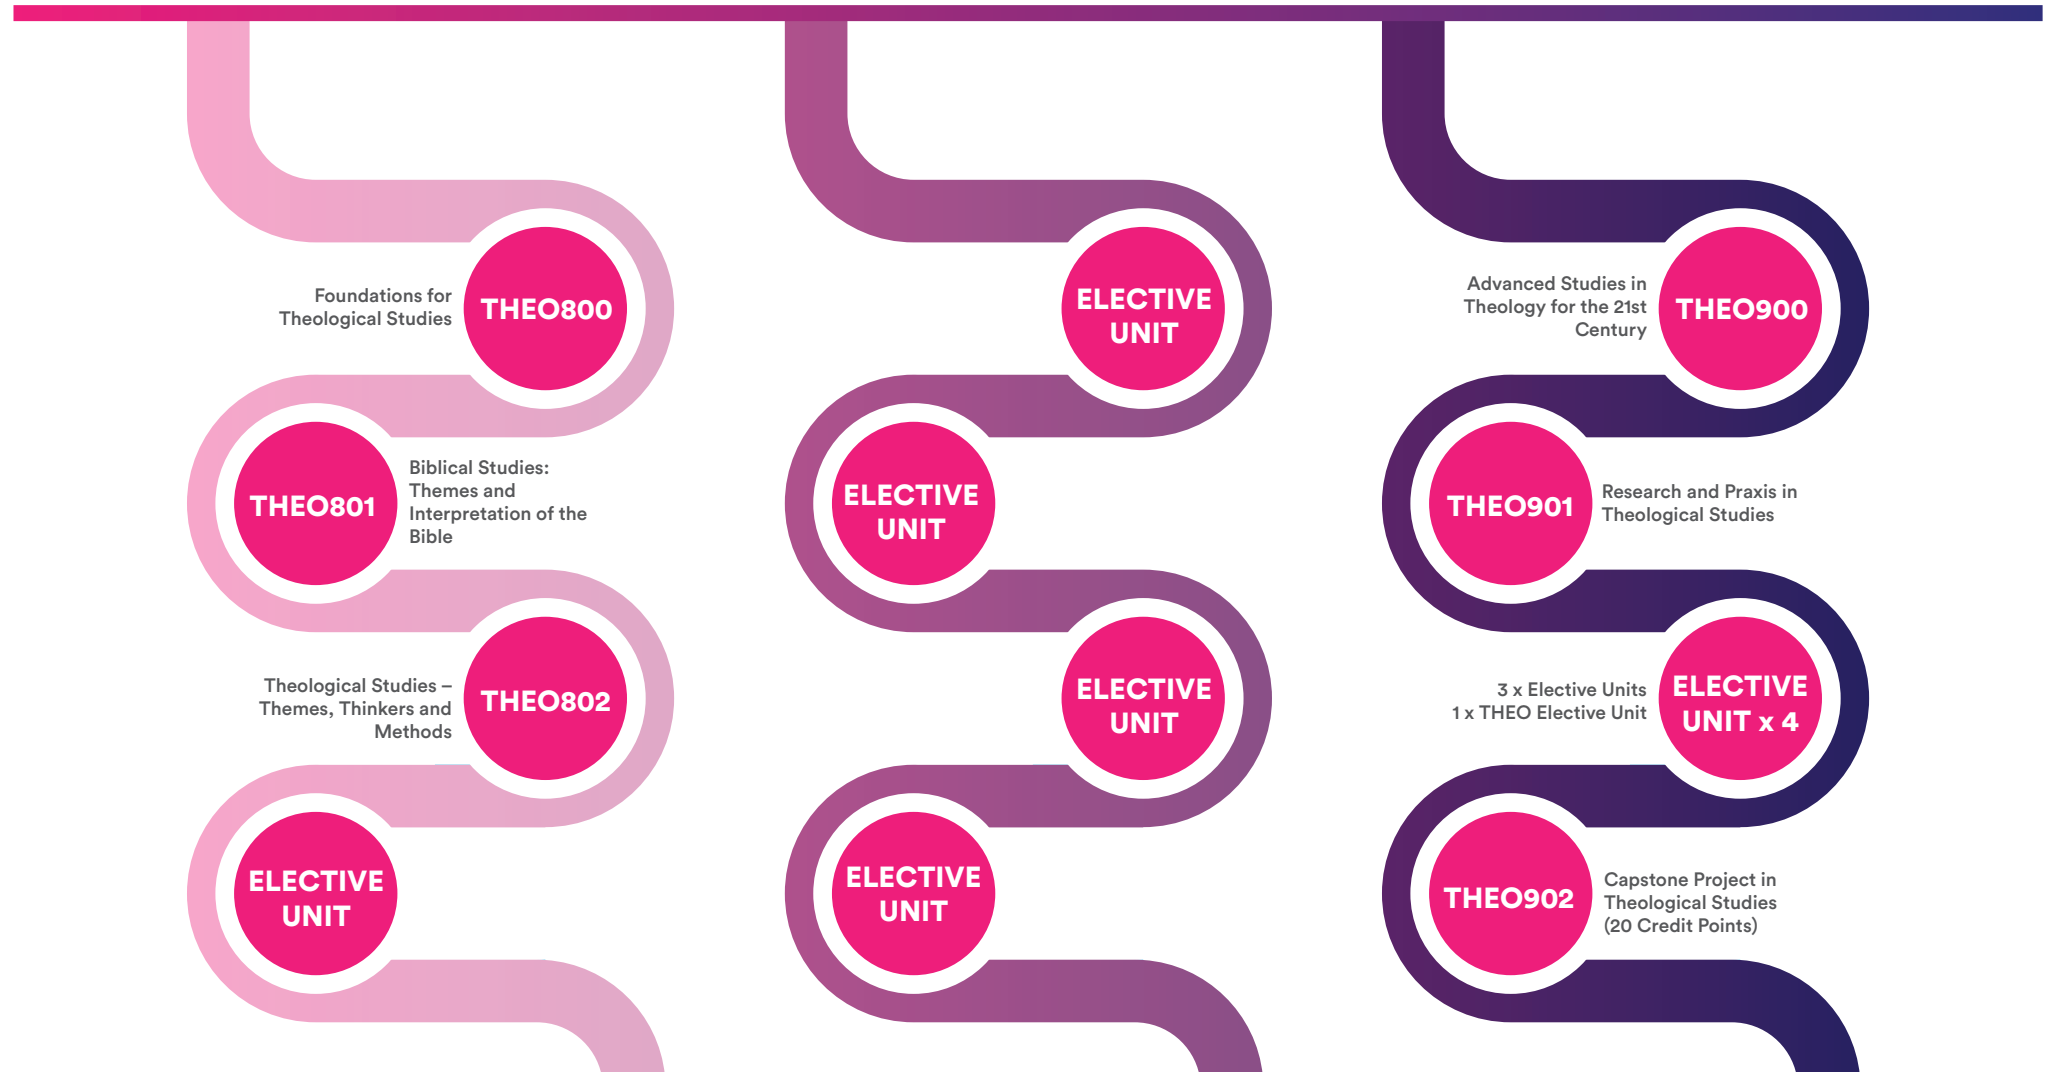 Foundations for
Theological Studies
THEO800
THEO801
Biblical Studies:
Themes and
Interpretation of the
Bible
Theological Studies –
Themes, Thinkers and
Methods
THEO802
ELECTIVE
UNIT
ELECTIVE
UNIT
ELECTIVE
UNIT
ELECTIVE
UNIT
ELECTIVE
UNIT
Advanced Studies in
Theology for the 21st
Century
THEO900
THEO901
Research and Praxis in
Theological Studies
3 x Elective Units
1 x THEO Elective Unit
ELECTIVE
UNIT x 4
THEO902
Capstone Project in
Theological Studies
(20 Credit Points)